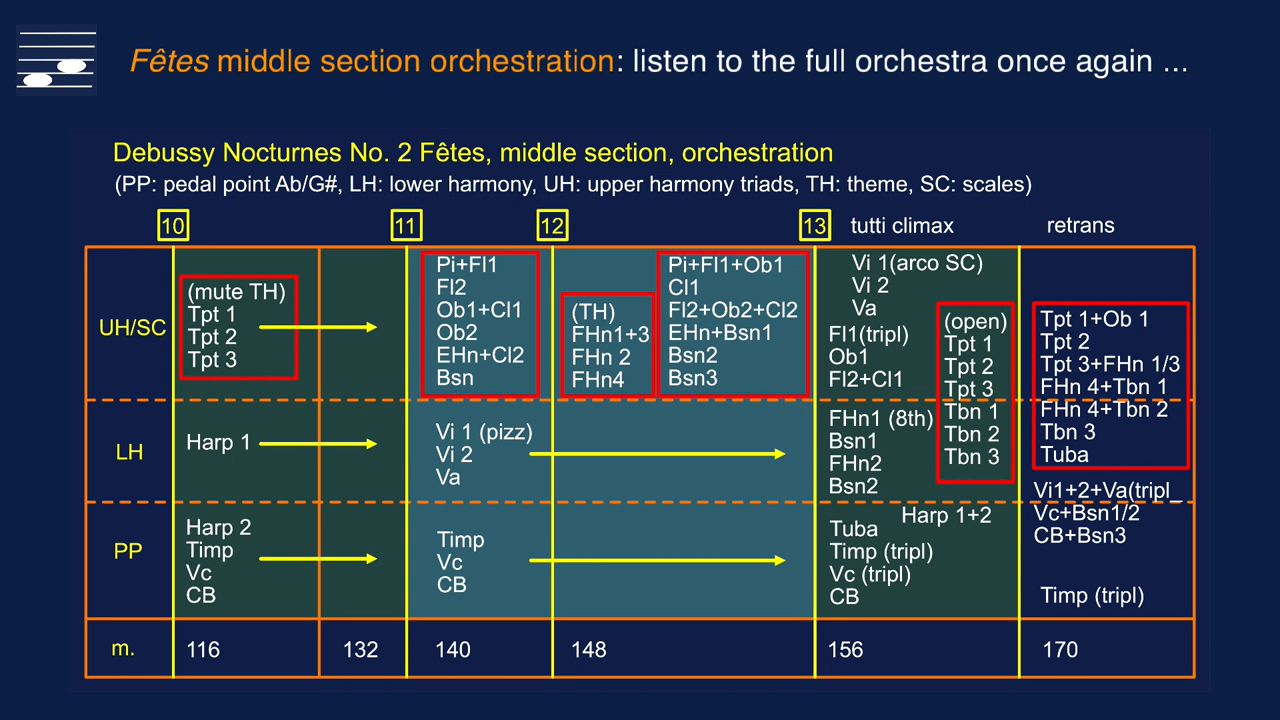 Fêtes middle section orchestration: listen to the full orchestra once again ...
Debussy Nocturnes No. 2 Fêtes, middle section, orchestration
(PP: pedal point Ab/G#, LH: lower harmony, UH: upper harmony triads, TH: theme, SC: scales)
10
11
12
13
tutti climax
retrans
UH/SC
(mute TH)
Tpt 1
Tpt 2
Tpt 3
Pi+Fl1
Fl2
Ob1+Cl1
Ob2
EHn+Cl2
Bsn
(TH)
FHn1+3
FHn 2
FHn4
Pi+Fl1+Ob1
Cl1
Fl2+Ob2+Cl2
EHn+Bsn1
Bsn2
Bsn3
Vi 1(arco SC)
Vi 2
Va
Fl1(tripl)
Ob1
Fl2+Cl1
(open)
Tpt 1
Tpt 2
Tpt 3
Tbn 1
Tbn 2
Tbn 3
Tpt 1+Ob 1
Tpt 2
Tpt 3+FHn 1/3
FHn 4+Tbn 1
FHn 4+Tbn 2
Tbn 3
Tuba
LH
Harp 1
Vi 1 (pizz)
Vi 2
Va
FHn1 (8th)
Bsn1
FHn2
Bsn2
Vi1+2+Va(tripl_
Vc+Bsn1/2
CB+Bsn3
PP
Harp 2
Timp
Vc
CB
Timp
Vc
CB
Harp 1+2
Tuba
Timp (tripl)
Vc (tripl)
CB
Timp (tripl)
m.
116
132
140
148
156
170